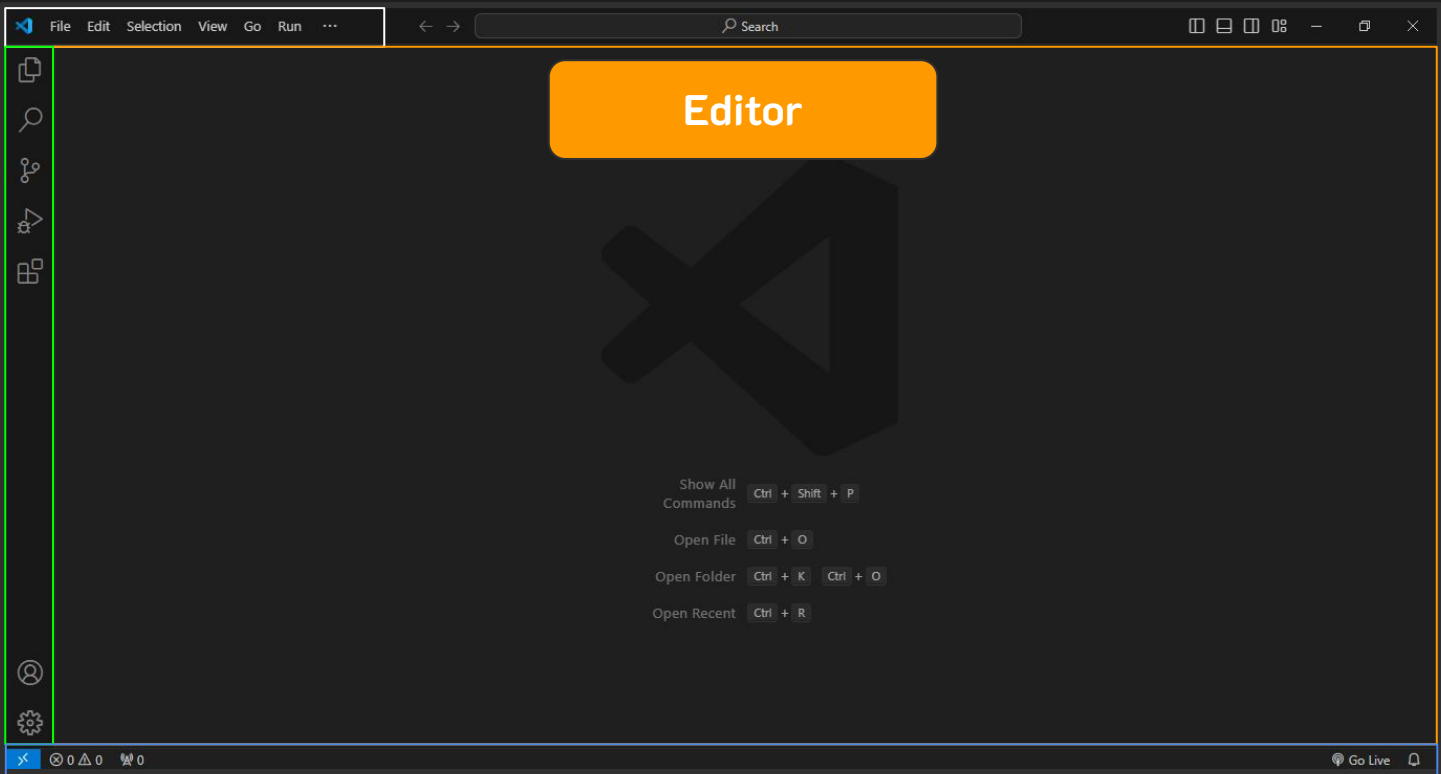 File Edit Selection View Go Run ···
Search
Editor
Show All
Commands Ctrl + Shift + P
Open File Ctrl + O
Open Folder Ctrl + K Ctrl + O
Open Recent Ctrl + R
0 0 0
Go Live